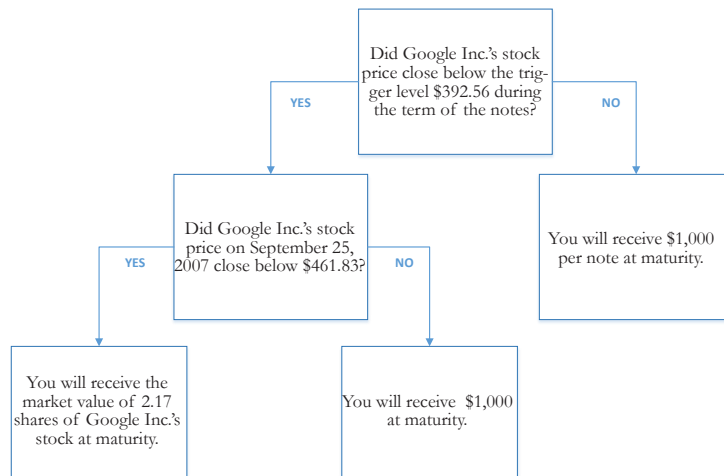 Did Google Inc.'s stock
price close below the trig-
ger level $392.56 during
the term of the notes?
YES
NO
Did Google Inc.'s stock
price on September 25,
2007 close below $461.83?
You will receive $1,000
per note at maturity.
YES
NO
You will receive the
market value of 2.17
shares of Google Inc.'s
stock at maturity.
You will receive $1,000
at maturity.